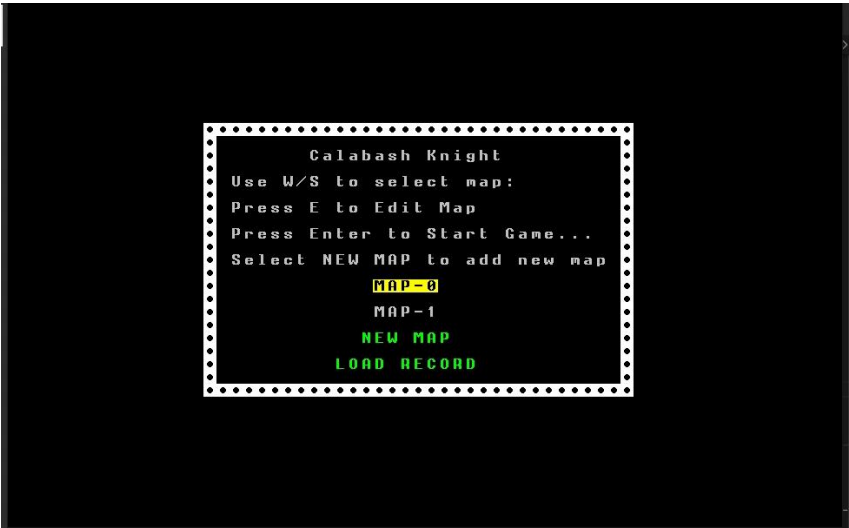 Calabash Knight
Use W/S to select map:
Press E to Edit Map
Press Enter to Start Game...
Select NEW MAP to add new map
MAP-0
MAP-1
NEW MAP
LOAD RECORD